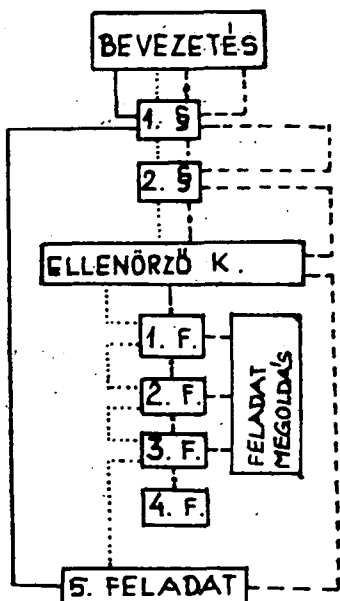 BEVEZETÉS
1. §
2. §
ELLENŐRZŐ K.
1. F.
2. F.
3. F.
4. F.
FELADAT
MEGOLDÁS
5. FELADAT